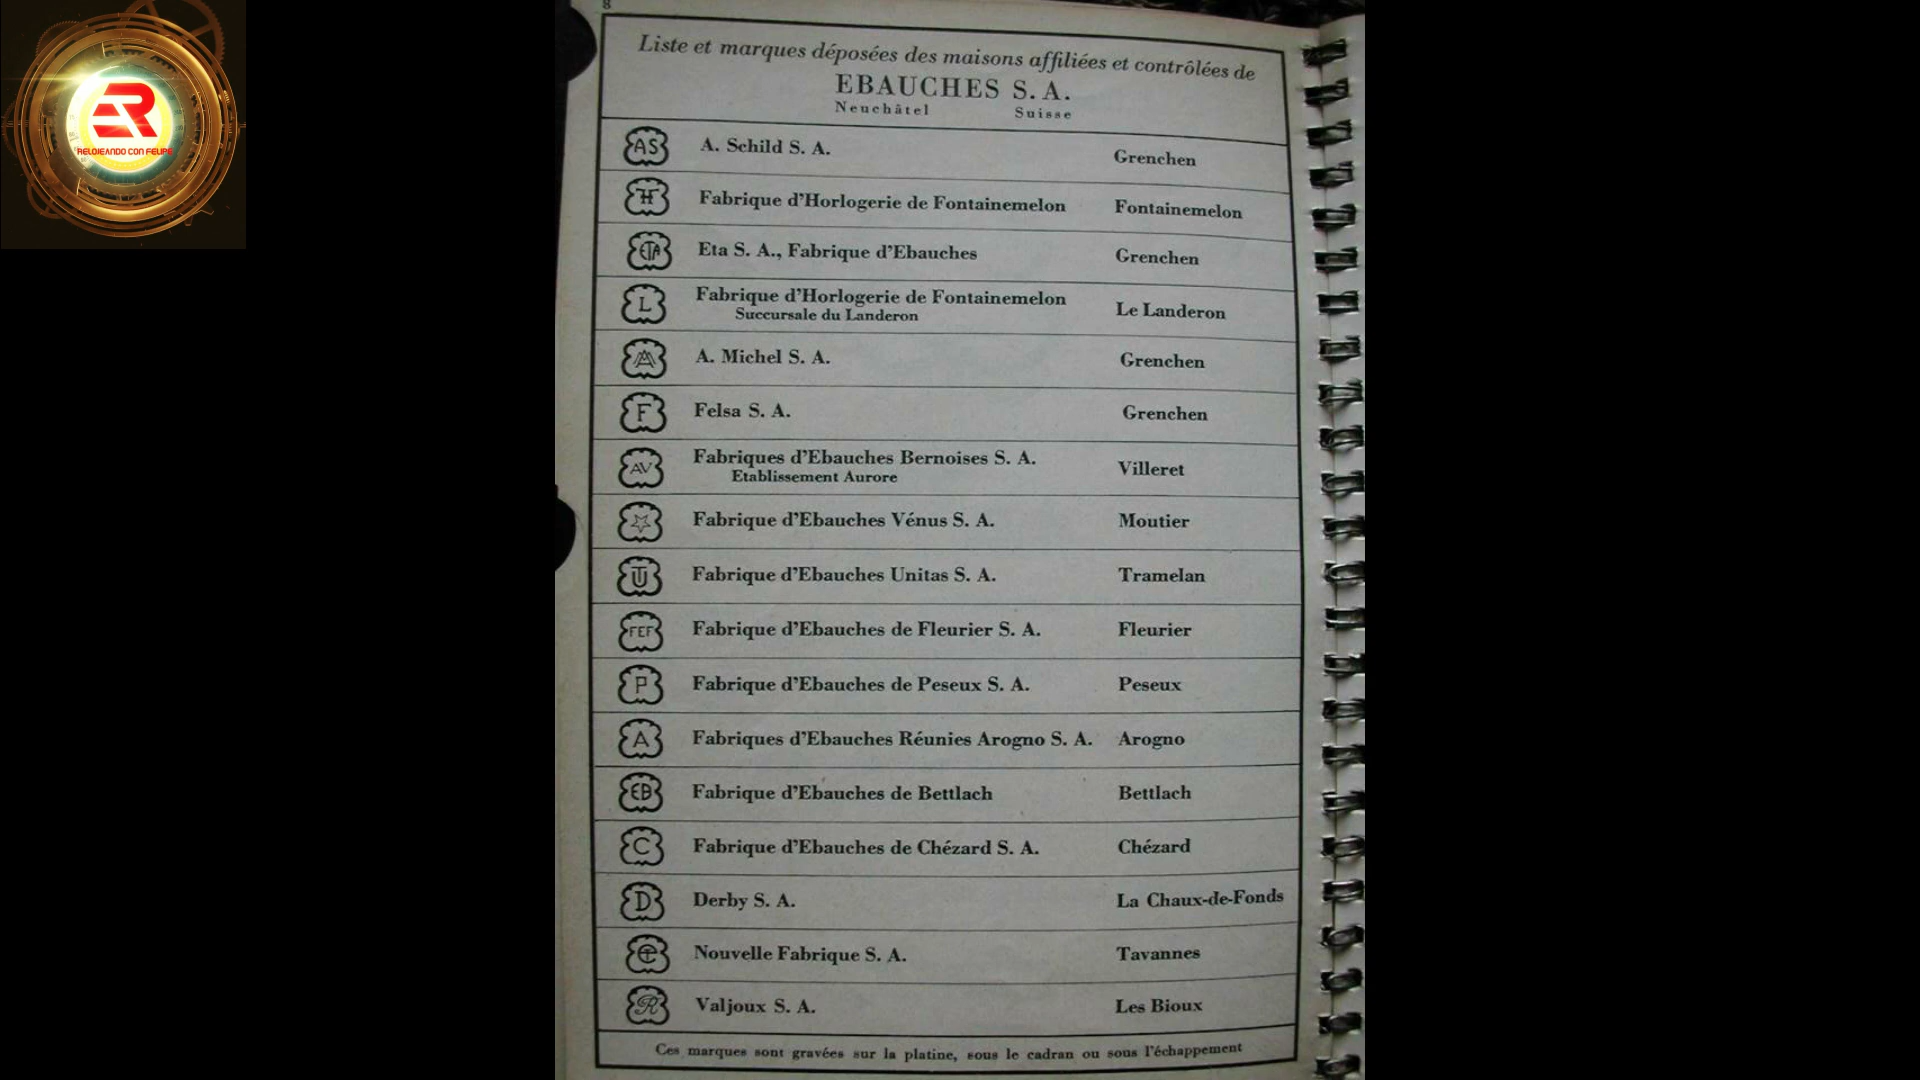 ER
RELOJEANDO CON FELIPE
8
Liste et marques déposées des maisons affiliées et contrôlées de
EBAUCHES S. A.
Neuchâtel Suisse
AS A. Schild S. A. Grenchen
Fabrique d'Horlogerie de Fontainemelon Fontainemelon
ETA Eta S. A., Fabrique d'Ebauches Grenchen
L Fabrique d'Horlogerie de Fontainemelon Le Landeron
Succursale du Landeron
A. Michel S. A. Grenchen
F Felsa S. A. Grenchen
AV Fabriques d'Ebauches Bernoises S. A. Villeret
Etablissement Aurore
Fabrique d'Ebauches Vénus S. A. Moutier
Fabrique d'Ebauches Unitas S. A. Tramelan
FEF Fabrique d'Ebauches de Fleurier S. A. Fleurier
P Fabrique d'Ebauches de Peseux S. A. Peseux
A Fabriques d'Ebauches Réunies Arogno S. A. Arogno
EB Fabrique d'Ebauches de Bettlach Bettlach
C Fabrique d'Ebauches de Chézard S. A. Chézard
D Derby S. A. La Chaux-de-Fonds
Nouvelle Fabrique S. A. Tavannes
R Valjoux S. A. Les Bioux
Ces marques sont gravées sur la platine, sous le cadran ou sous l'échappement